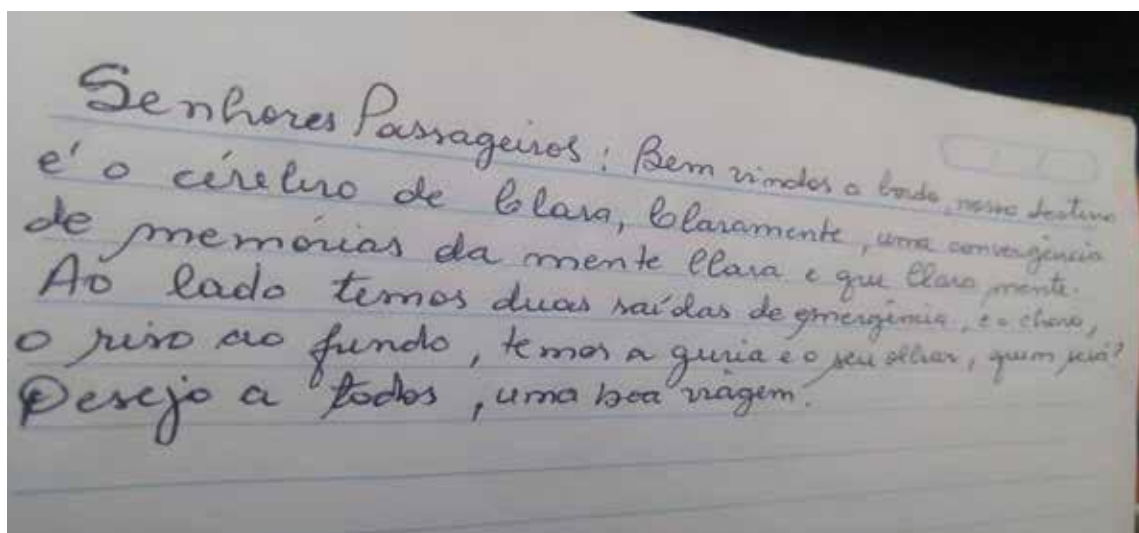 Senhores Passageiros: Bem vindos a bordo, nosso destino
é o cérebro de Clara, Claramente, uma convergência
de memórias da mente Clara e que Clara mente.
Ao lado temos duas saídas de emergência, e o choro,
o riso ao fundo, temos a guria e o seu olhar, quem será?
Desejo a todos, uma boa viagem.